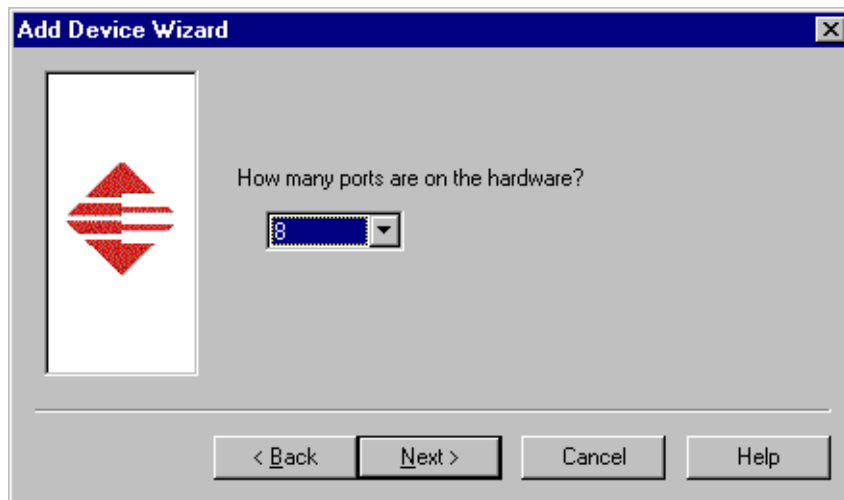 Add Device Wizard
How many ports are on the hardware?
8
< Back
Next >
Cancel
Help